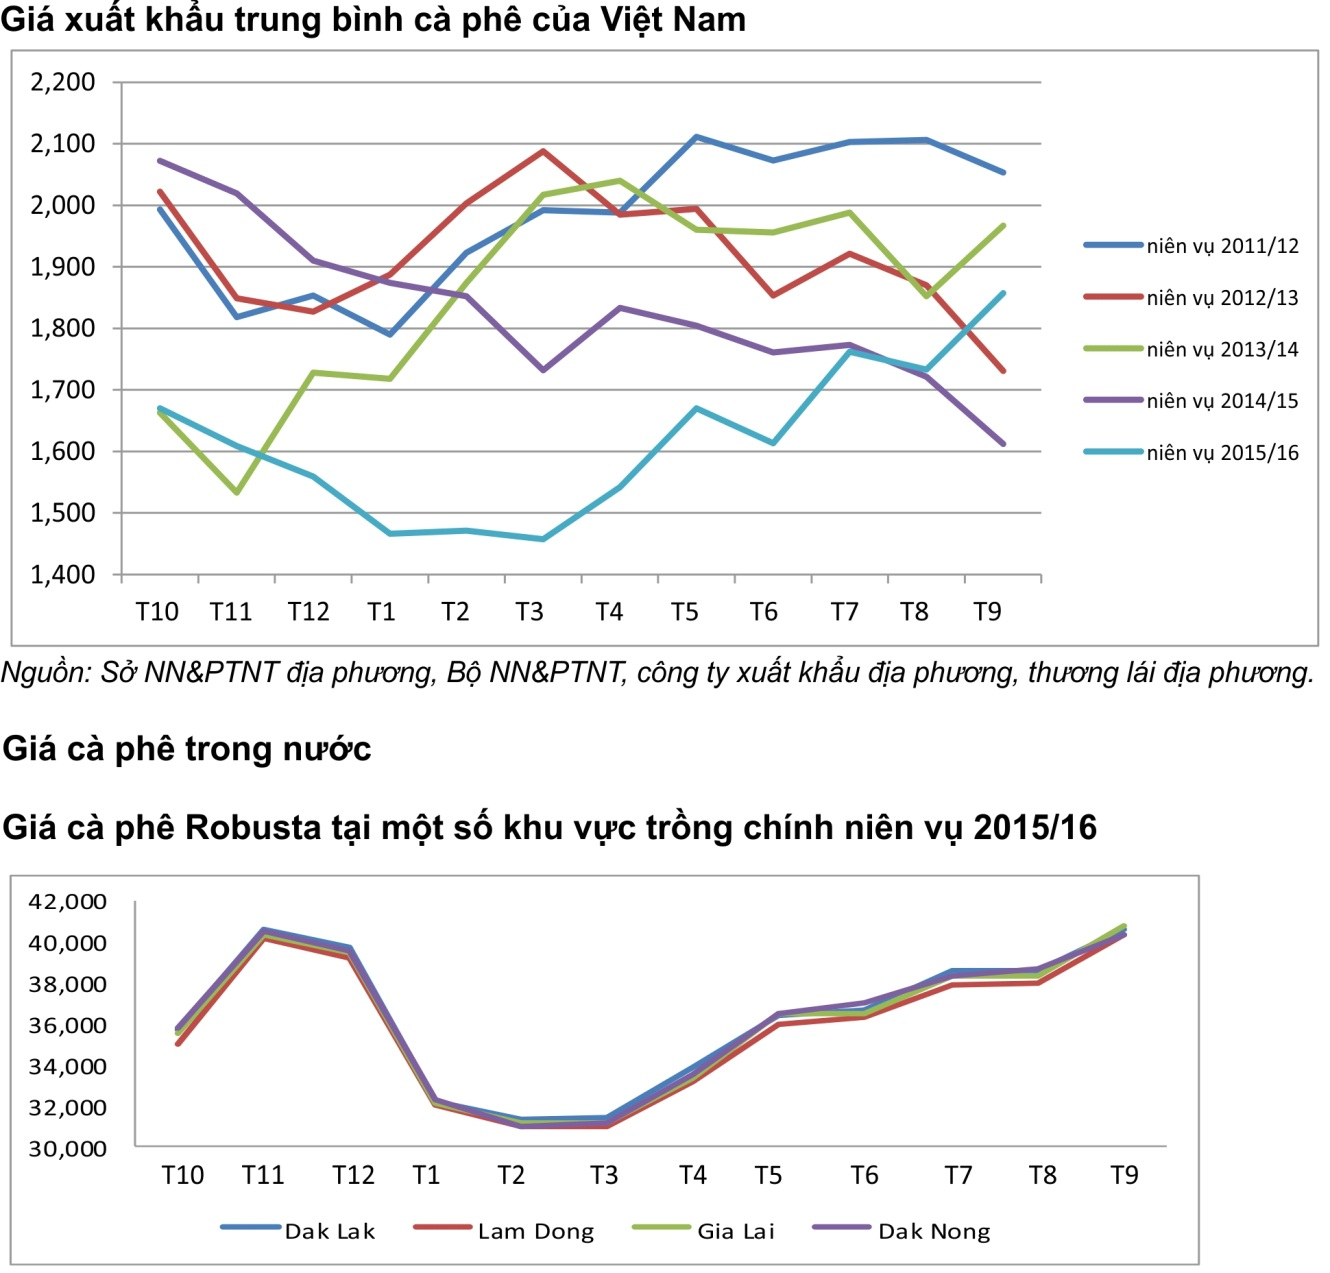 Giá xuất khẩu trung bình cà phê của Việt Nam
2,200
2,100
2,000
1,900
1,800
1,700
1,600
1,500
1,400
T10 T11 T12 T1 T2 T3 T4 T5 T6 T7 T8 T9
niên vụ 2011/12
niên vụ 2012/13
niên vụ 2013/14
niên vụ 2014/15
niên vụ 2015/16
Nguồn: Sở NN&PTNT địa phương, Bộ NN&PTNT, công ty xuất khẩu địa phương, thương lái địa phương.
Giá cà phê trong nước
Giá cà phê Robusta tại một số khu vực trồng chính niên vụ 2015/16
42,000
40,000
38,000
36,000
34,000
32,000
30,000
T10 T11 T12 T1 T2 T3 T4 T5 T6 T7 T8 T9
Dak Lak Lam Dong Gia Lai Dak Nong